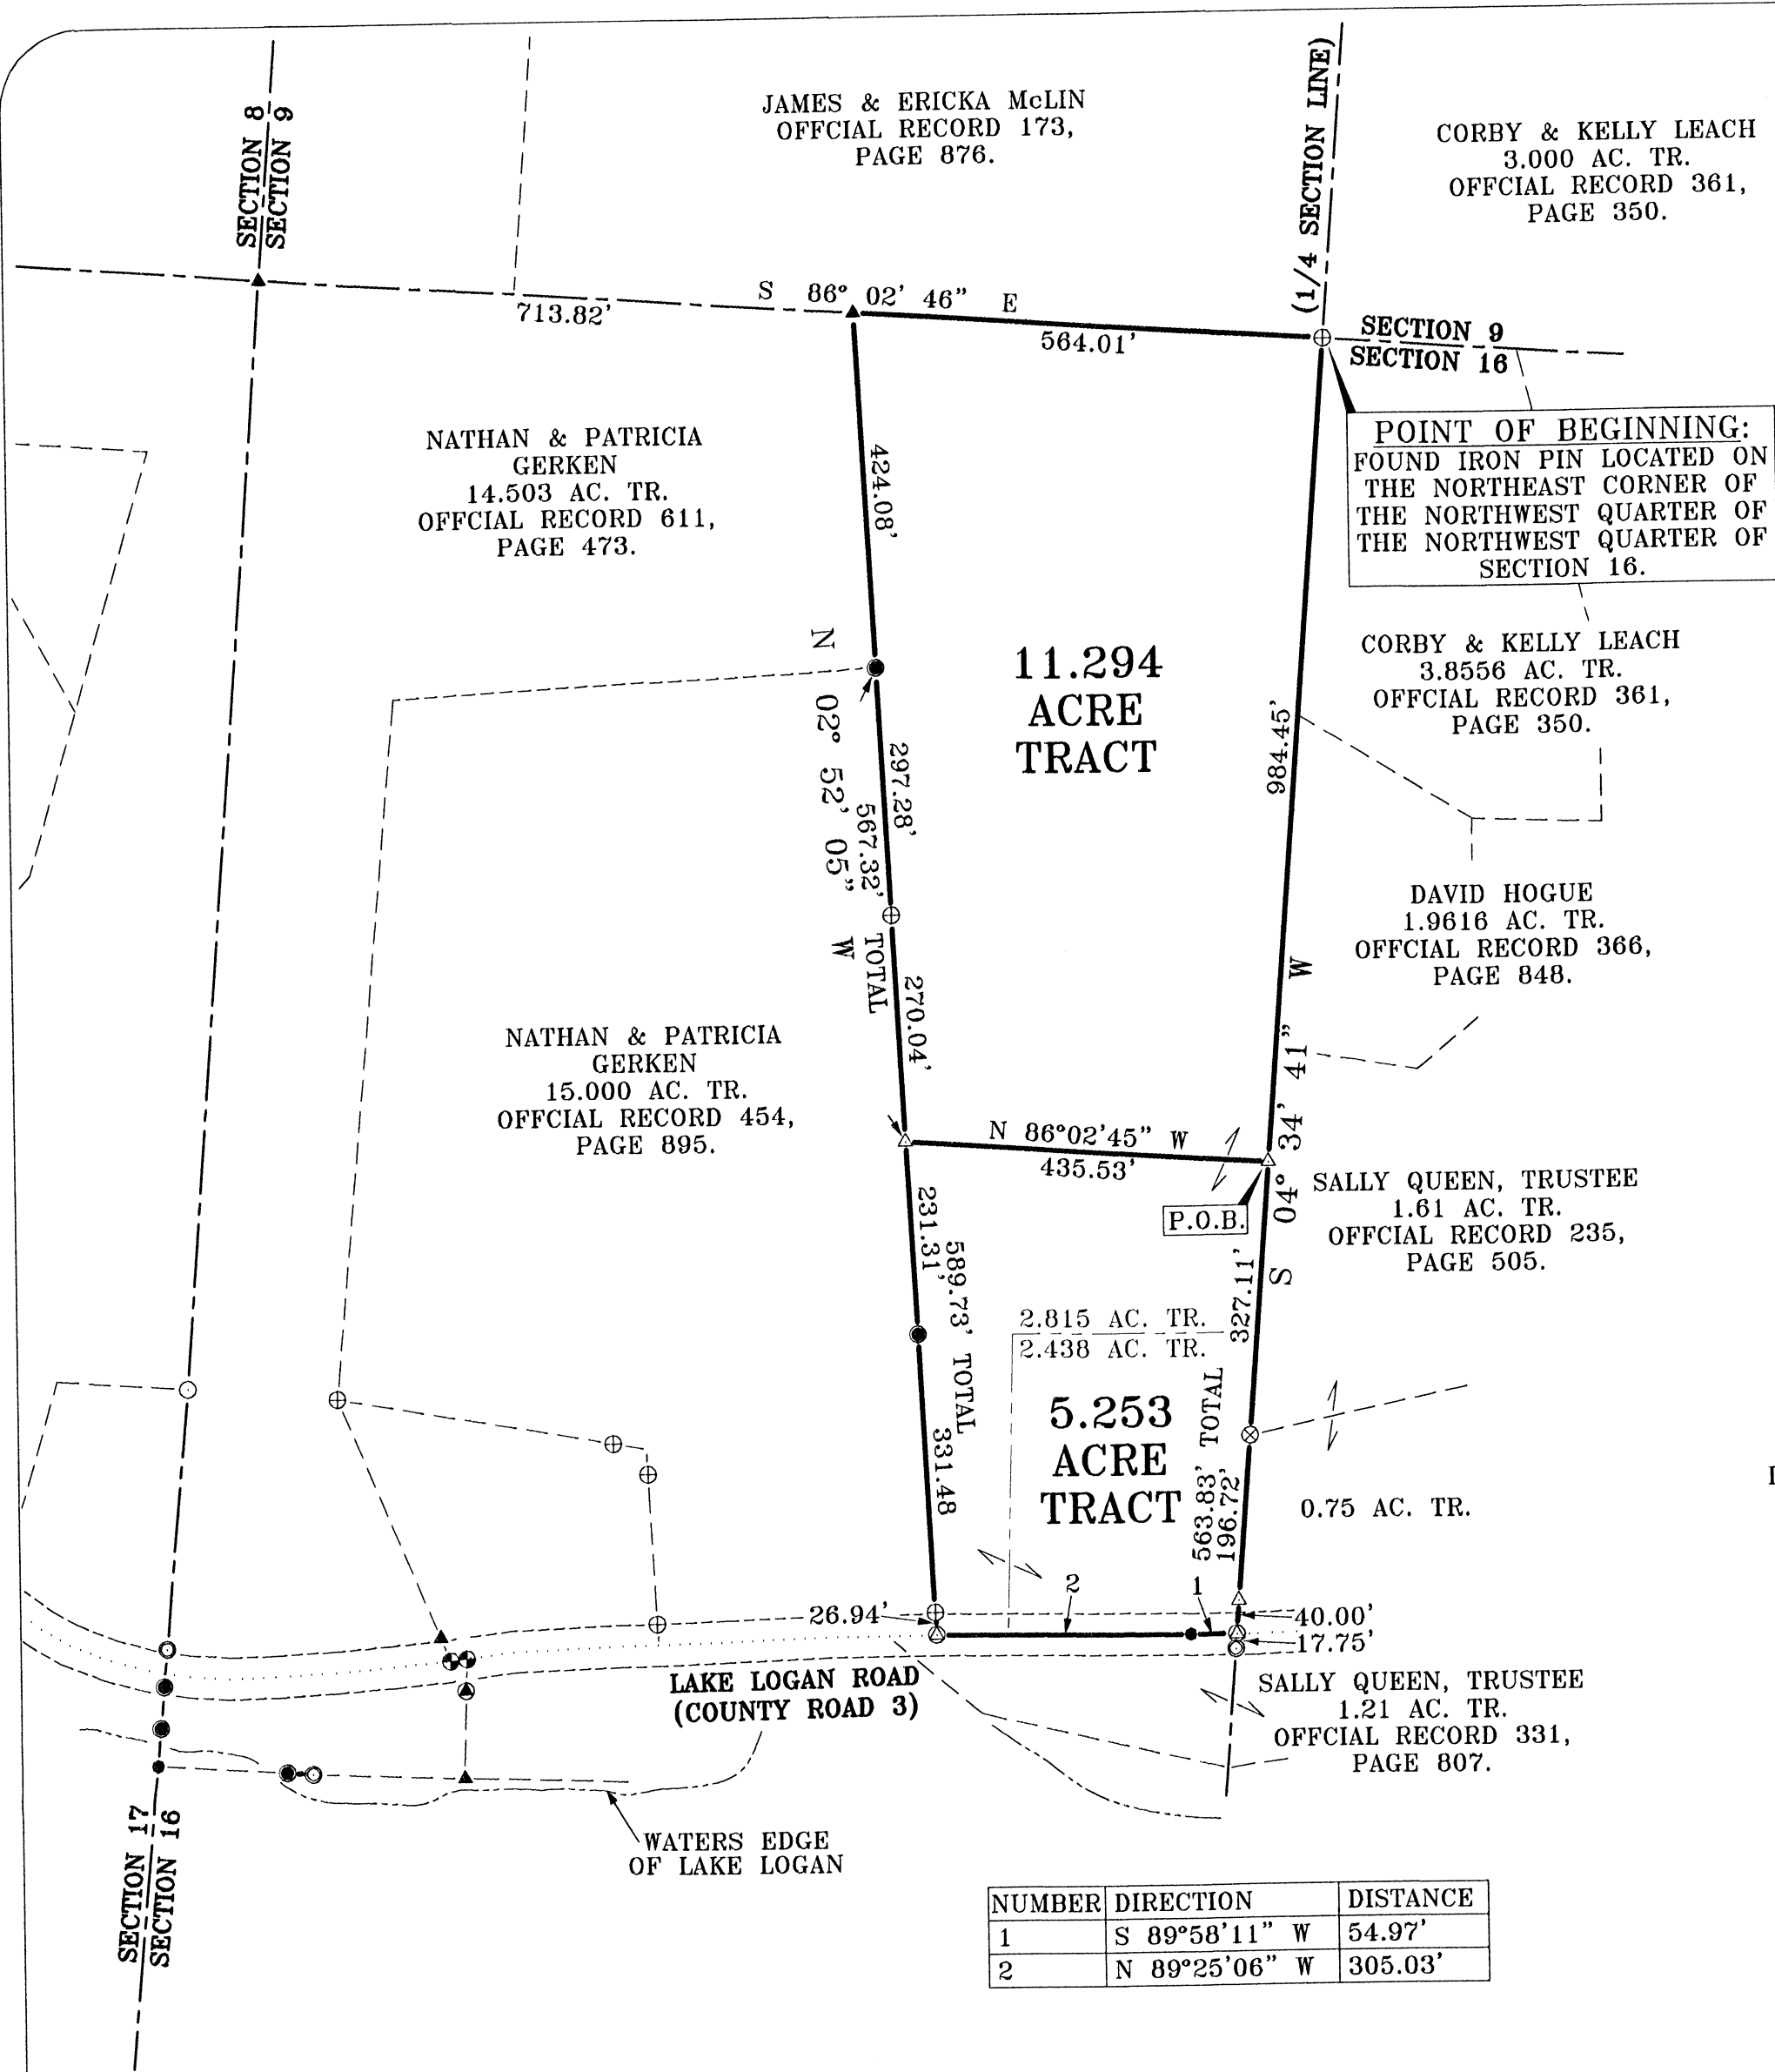 JAMES & ERICKA McLIN
OFFCIAL RECORD 173,
PAGE 876.
CORBY & KELLY LEACH
3.000 AC. TR.
OFFCIAL RECORD 361,
PAGE 350.
(1/4 SECTION LINE)
SECTION 8
SECTION 9
713.82'
S 86° 02' 46" E
564.01'
SECTION 9
SECTION 16
POINT OF BEGINNING:
FOUND IRON PIN LOCATED ON
THE NORTHEAST CORNER OF
THE NORTHWEST QUARTER OF
THE NORTHWEST QUARTER OF
SECTION 16.
NATHAN & PATRICIA
GERKEN
14.503 AC. TR.
OFFCIAL RECORD 611,
PAGE 473.
424.08'
N 02° 52' 05" W
297.28'
567.32' TOTAL
270.04'
11.294
ACRE
TRACT
984.45'
S 04° 34' 41" W
CORBY & KELLY LEACH
3.8556 AC. TR.
OFFCIAL RECORD 361,
PAGE 350.
DAVID HOGUE
1.9616 AC. TR.
OFFCIAL RECORD 366,
PAGE 848.
NATHAN & PATRICIA
GERKEN
15.000 AC. TR.
OFFCIAL RECORD 454,
PAGE 895.
N 86°02'45" W
435.53'
P.O.B.
SALLY QUEEN, TRUSTEE
1.61 AC. TR.
OFFCIAL RECORD 235,
PAGE 505.
231.31'
589.73' TOTAL
331.48
327.11'
2.815 AC. TR.
2.438 AC. TR.
5.253
ACRE
TRACT
563.83' TOTAL
196.72'
0.75 AC. TR.
2
1
26.94'
40.00'
17.75'
LAKE LOGAN ROAD
(COUNTY ROAD 3)
SALLY QUEEN, TRUSTEE
1.21 AC. TR.
OFFCIAL RECORD 331,
PAGE 807.
WATERS EDGE
OF LAKE LOGAN
SECTION 17
SECTION 16
NUMBER DIRECTION DISTANCE
1 S 89°58'11" W 54.97'
2 N 89°25'06" W 305.03'